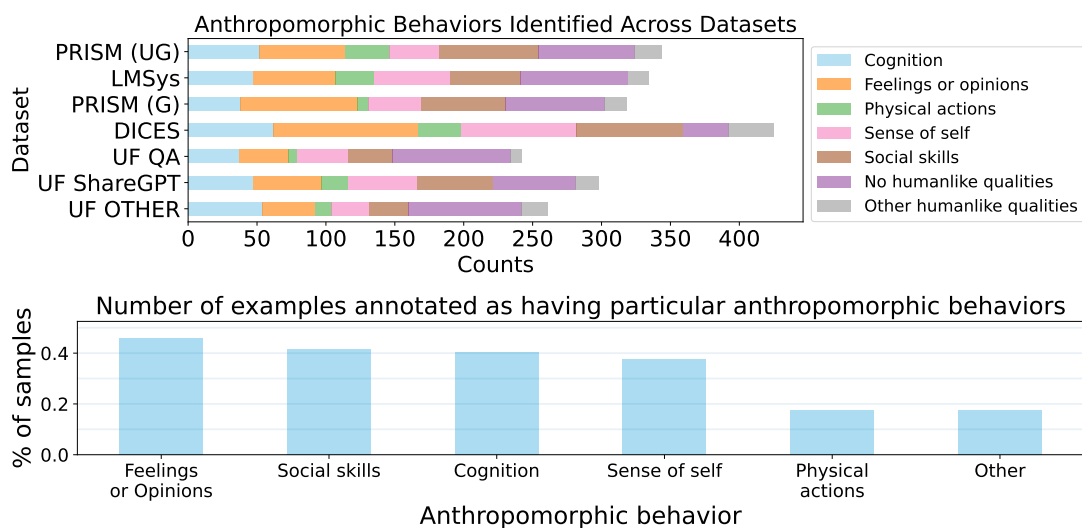 Anthropomorphic Behaviors Identified Across Datasets
Dataset
PRISM (UG)
LMSys
PRISM (G)
DICES
UF QA
UF ShareGPT
UF OTHER
0 50 100 150 200 250 300 350 400
Counts
Cognition
Feelings or opinions
Physical actions
Sense of self
Social skills
No humanlike qualities
Other humanlike qualities
Number of examples annotated as having particular anthropomorphic behaviors
% of samples
0.4
0.2
0.0
Feelings
or Opinions
Social skills
Cognition
Sense of self
Physical
actions
Other
Anthropomorphic behavior